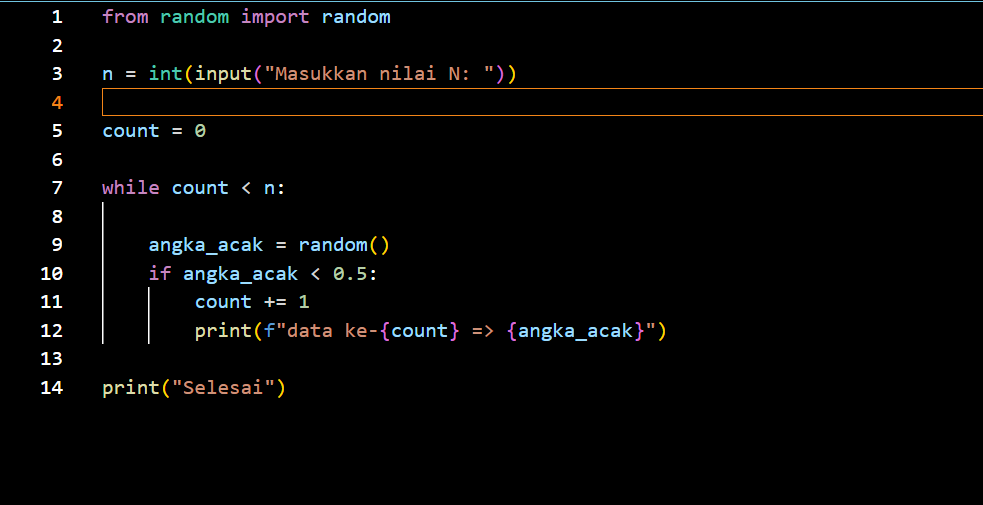 1 from random import random
2
3 n = int(input("Masukkan nilai N: "))
4
5 count = 0
6
7 while count < n:
8
9     angka_acak = random()
10     if angka_acak < 0.5:
11         count += 1
12         print(f"data ke-{count} => {angka_acak}")
13
14 print("Selesai")